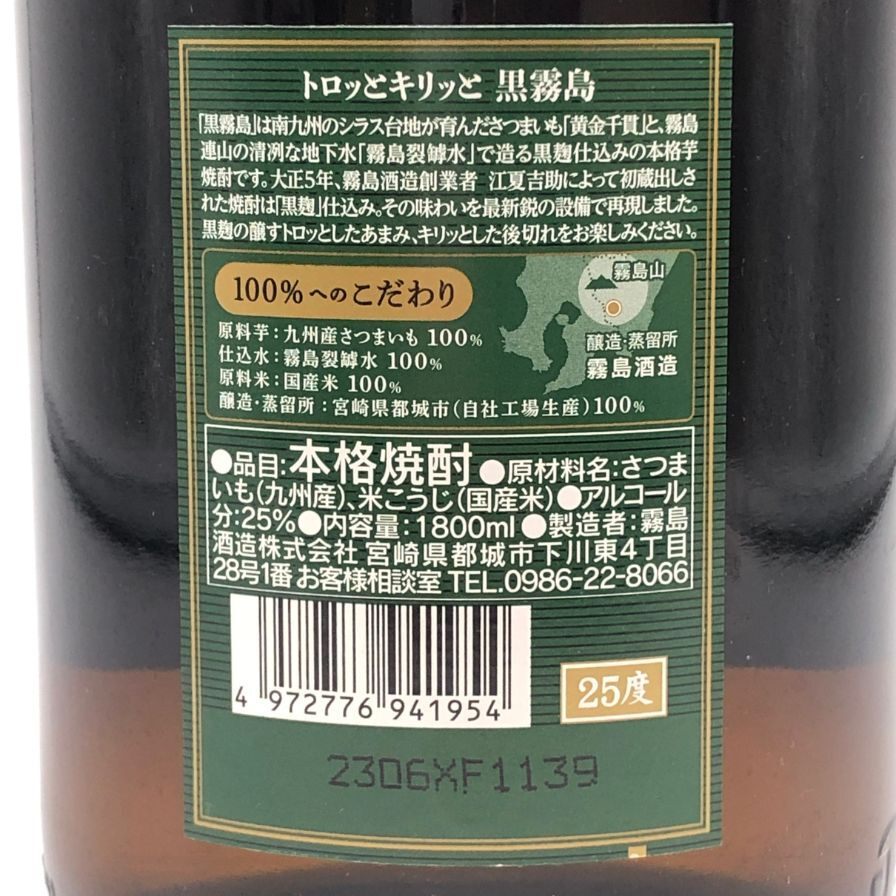 トロッとキリッと 黒霧島
「黒霧島」は南九州のシラス台地が育んださつまいも「黄金千貫」と、霧島
連山の清冽な地下水「霧島裂罅水」で造る黒麹仕込みの本格芋
焼酎です。大正5年、霧島酒造創業者 江夏吉助によって初蔵出しさ
れた焼酎は「黒麹」仕込み。その味わいを最新鋭の設備で再現しました。
黒麹の醸すトロッとしたあまみ、キリッとした後切れをお楽しみください。
100%へのこだわり
原料芋：九州産さつまいも 100%
仕込水：霧島裂罅水 100%
原料米：国産米 100%
醸造・蒸留所：宮崎県都城市（自社工場生産）100%
霧島山
醸造・蒸留所
霧島酒造
●品目：本格焼酎 ●原材料名：さつま
いも（九州産）、米こうじ（国産米）●アルコール
分：25%●内容量：1800ml●製造者：霧島
酒造株式会社 宮崎県都城市下川東4丁目
28号1番 お客様相談室 TEL.0986-22-8066
4 972776 941954
25度
2306XF1139